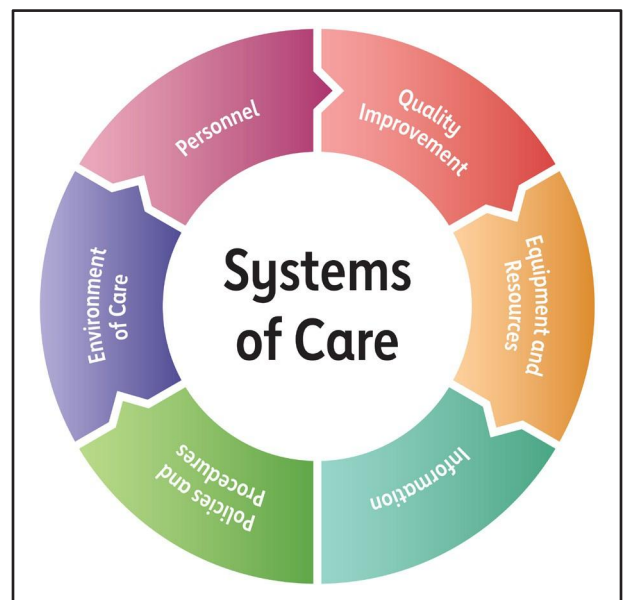 Systems
of Care
Quality
Improvement
Equipment and
Resources
Information
Policies and
Procedures
Environment
of Care
Personnel